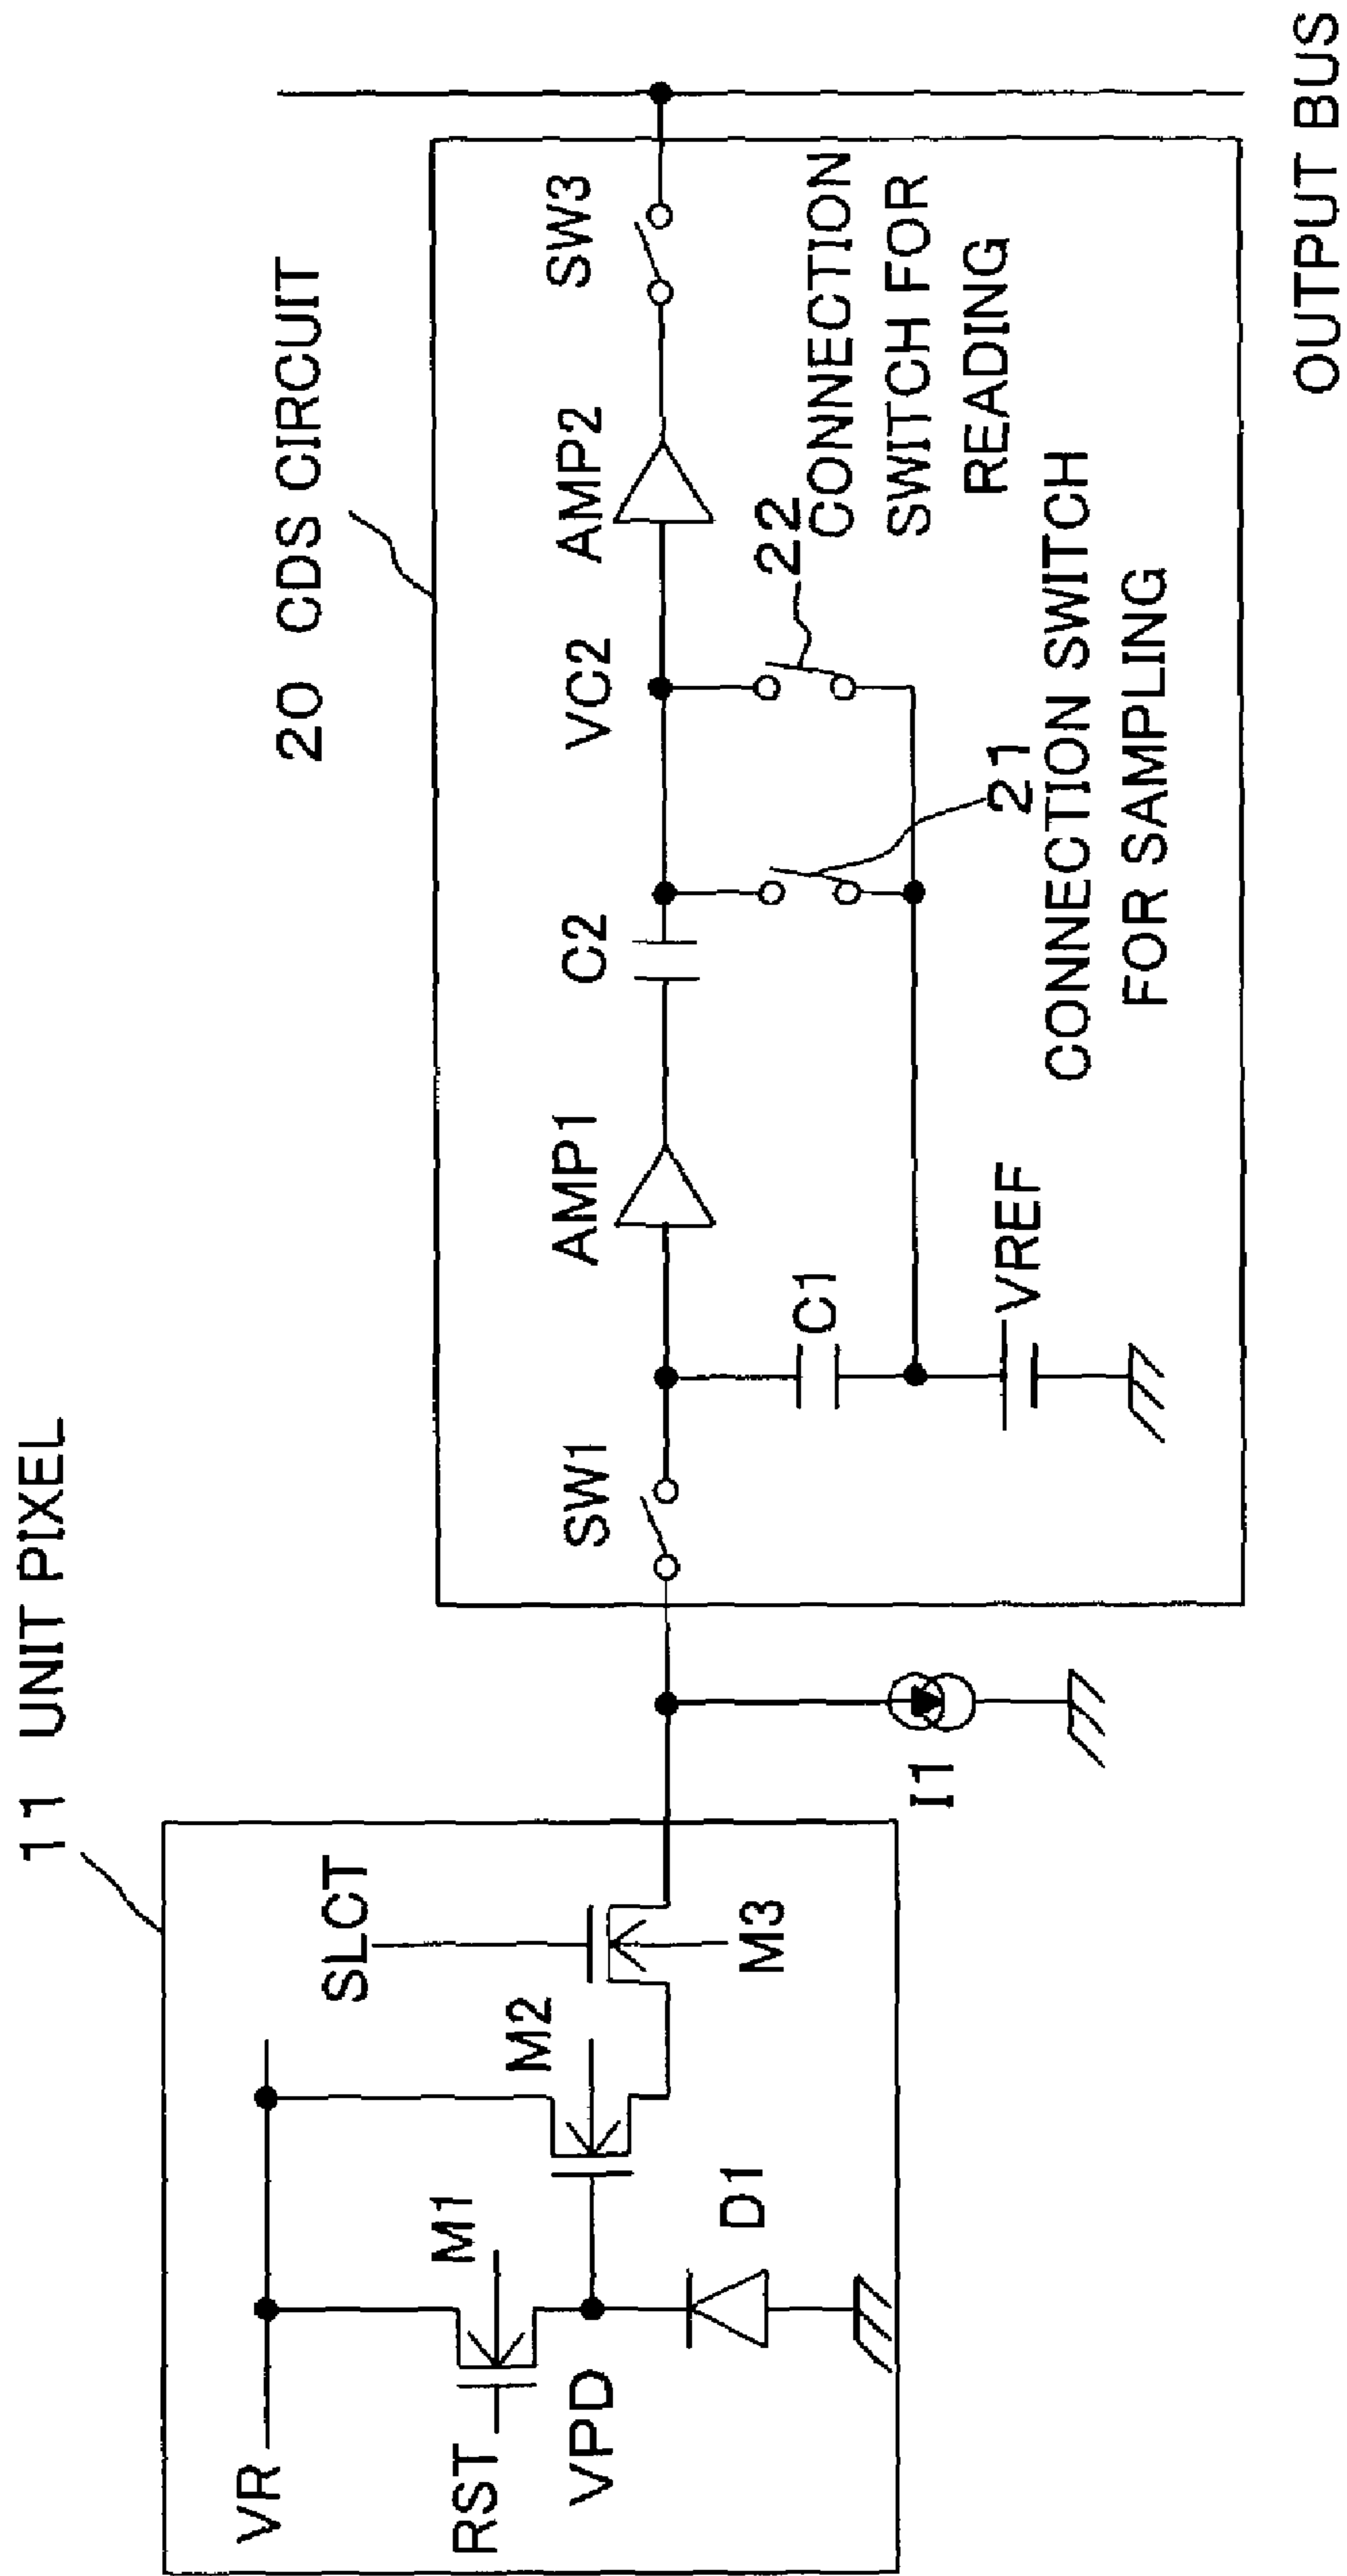 11 UNIT PIXEL
VR
RST
M1
VPD
D1
M2
SLCT
M3
I1
20 CDS CIRCUIT
SW1
C1
VREF
AMP1
C2
VC2
AMP2
SW3
21
CONNECTION SWITCH
FOR SAMPLING
22
CONNECTION
SWITCH FOR
READING
OUTPUT BUS